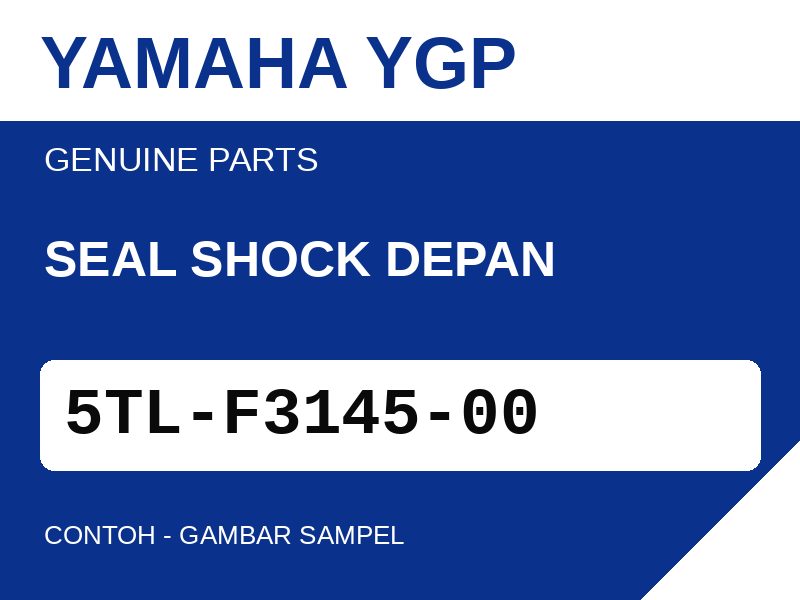 YAMAHA YGP
GENUINE PARTS
SEAL SHOCK DEPAN
5TL-F3145-00
CONTOH - GAMBAR SAMPEL